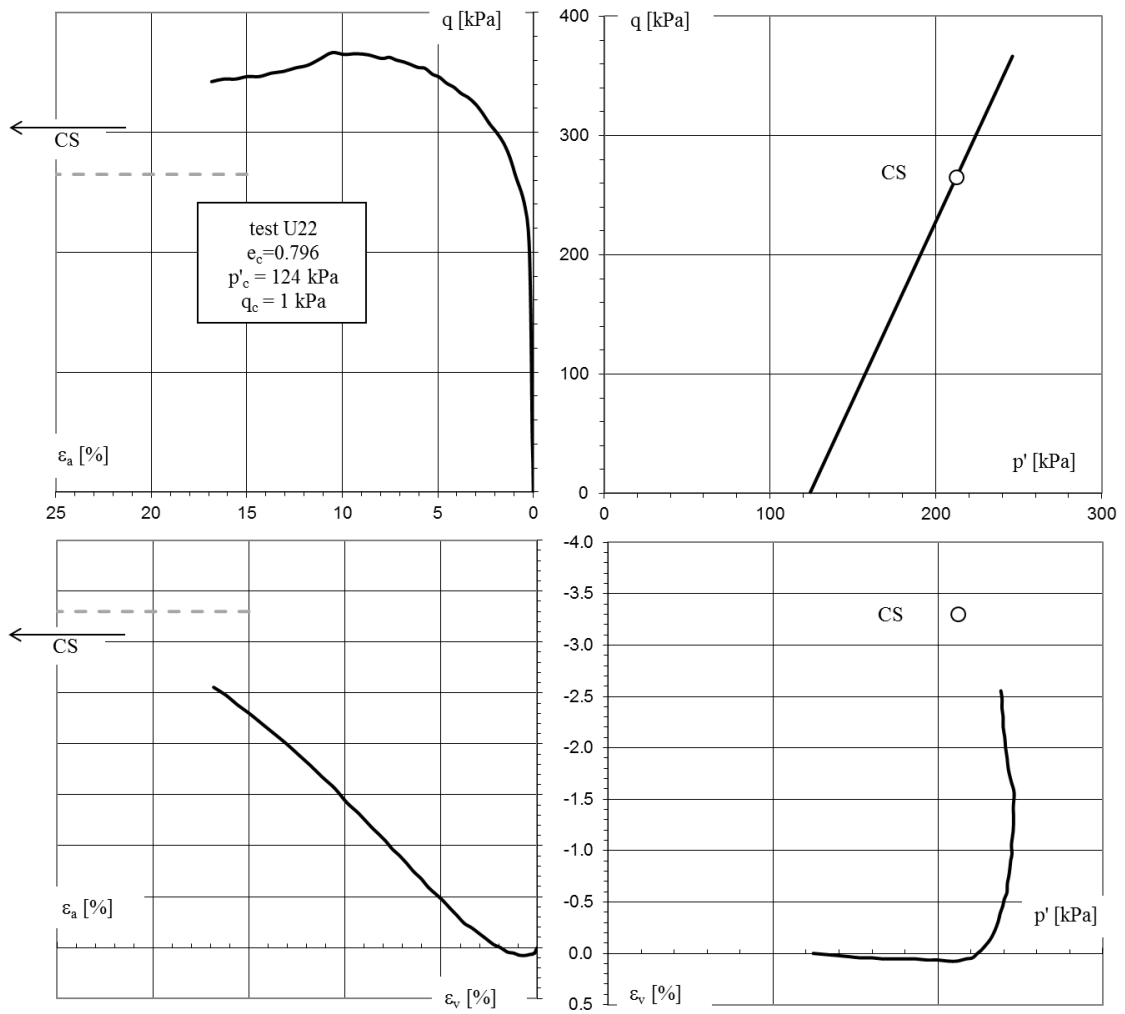 q [kPa]
CS
test U22
e_c=0.796
p'_c = 124 kPa
q_c = 1 kPa
ε_a [%]
25 20 15 10 5 0
400
q [kPa]
300
CS
200
100
p' [kPa]
0
0 100 200 300
CS
ε_a [%]
ε_v [%]
-4.0
-3.5
CS
-3.0
-2.5
-2.0
-1.5
-1.0
-0.5
p' [kPa]
0.0
0.5
ε_v [%]